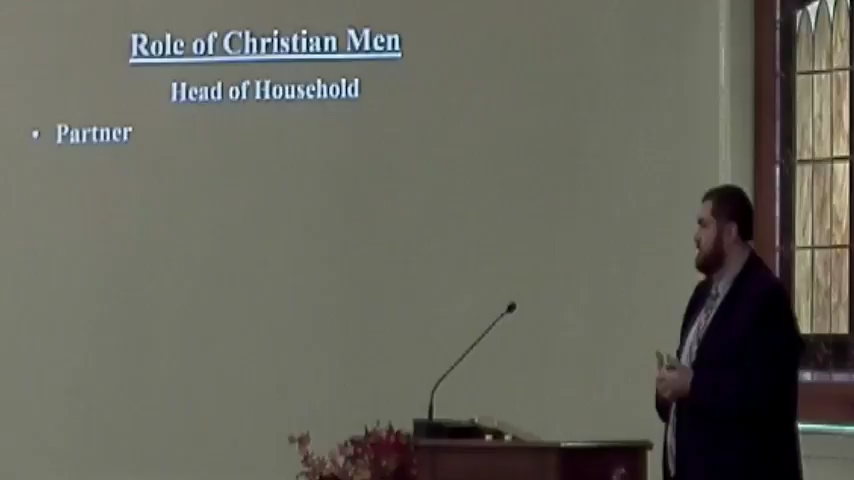 Role of Christian Men
Head of Household
• Partner